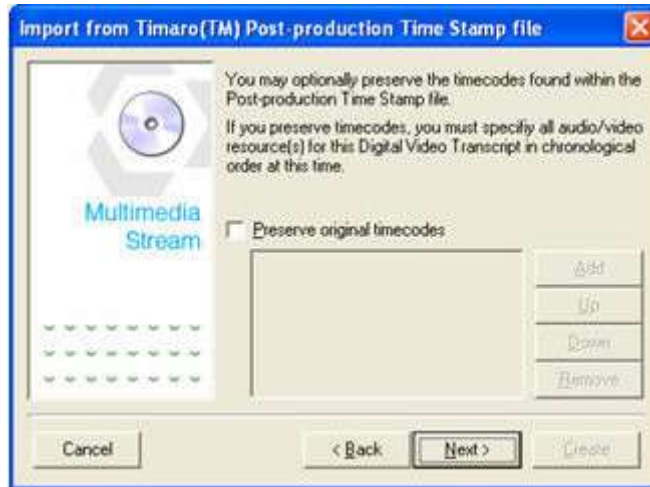 Import from Timaro(TM) Post-production Time Stamp file
You may optionally preserve the timecodes found within the
Post-production Time Stamp file.
If you preserve timecodes, you must specifiy all audio/video
resource(s) for this Digital Video Transcript in chronological
order at this time.
Multimedia
Stream
Preserve original timecodes
Add
Up
Down
Remove
Cancel
< Back
Next >
Create